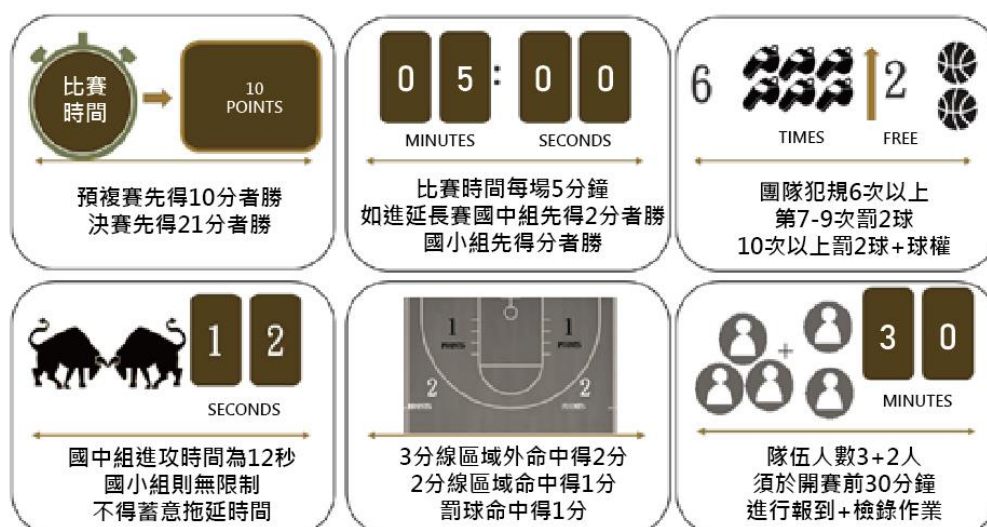 比賽
時間
10
POINTS
預複賽先得10分者勝
決賽先得21分者勝
05:00
MINUTES SECONDS
比賽時間每場5分鐘
如進延長賽國中組先得2分者勝
國小組先得分者勝
6 2
TIMES FREE
團隊犯規6次以上
第7-9次罰2球
10次以上罰2球+球權
12
SECONDS
國中組進攻時間為12秒
國小組則無限制
不得蓄意拖延時間
1 1
POINTS POINTS
2 2
POINTS POINTS
3分線區域外命中得2分
2分線區域命中得1分
罰球命中得1分
+
30
MINUTES
隊伍人數3+2人
須於開賽前30分鐘
進行報到+檢錄作業